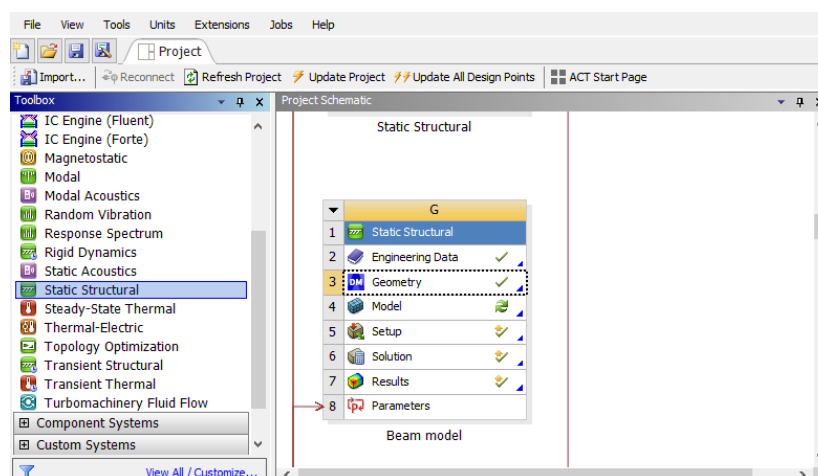 File View Tools Units Extensions Jobs Help
Project
Import... Reconnect Refresh Project Update Project Update All Design Points ACT Start Page
Toolbox
IC Engine (Fluent)
IC Engine (Forte)
Magnetostatic
Modal
Modal Acoustics
Random Vibration
Response Spectrum
Rigid Dynamics
Static Acoustics
Static Structural
Steady-State Thermal
Thermal-Electric
Topology Optimization
Transient Structural
Transient Thermal
Turbomachinery Fluid Flow
Component Systems
Custom Systems
View All / Customize...
Project Schematic
Static Structural
G
1 Static Structural
2 Engineering Data
3 DM Geometry
4 Model
5 Setup
6 Solution
7 Results
8 Parameters
Beam model